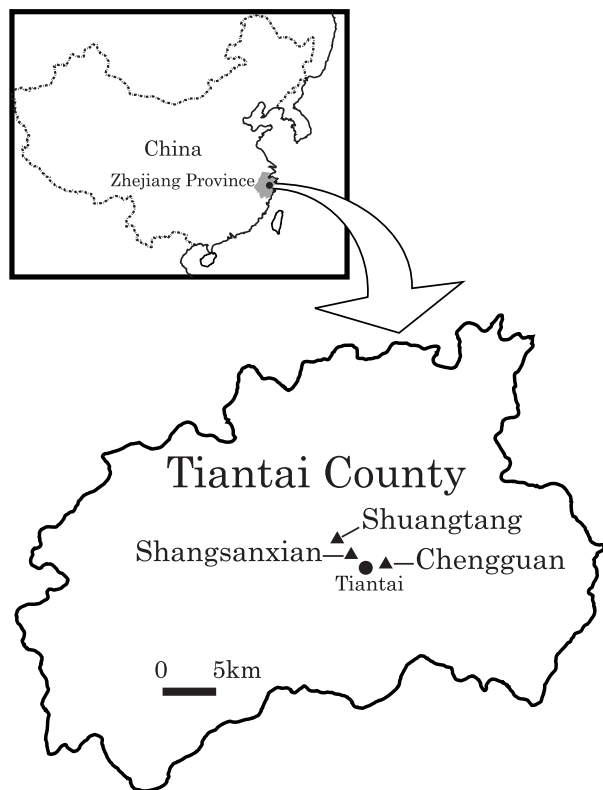 China
Zhejiang Province
Tiantai County
Shuangtang
Shangsanxian
Chengguan
Tiantai
0 5km